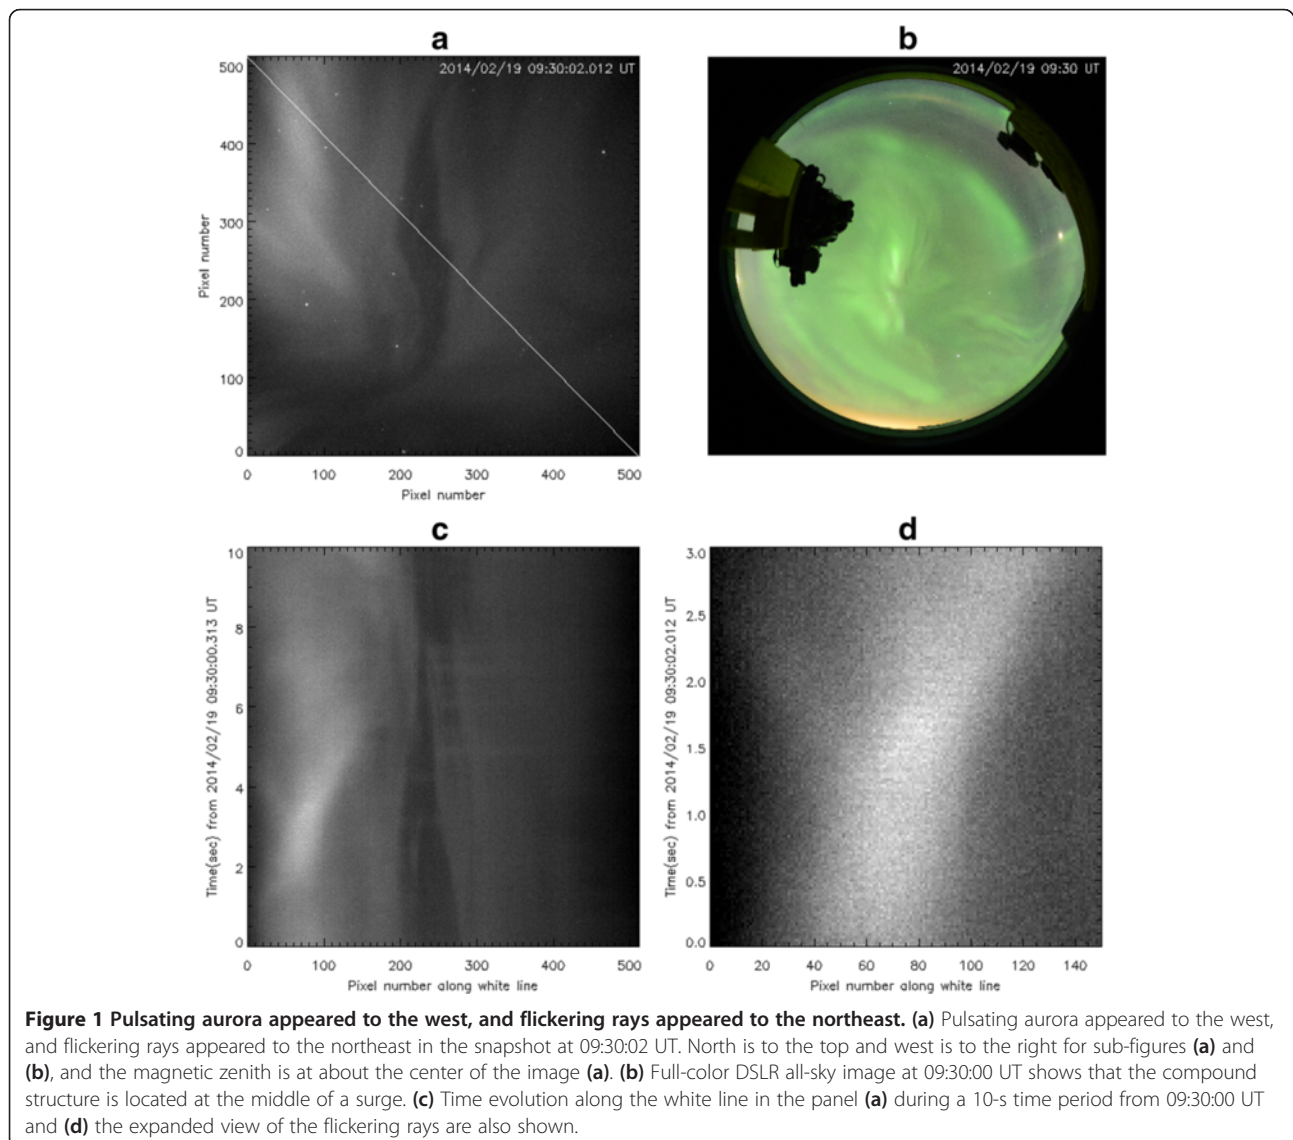 a
b
2014/02/19 09:30:02.012 UT
2014/02/19 09:30 UT
500
400
300
200
100
0
Pixel number
0 100 200 300 400 500
Pixel number
c
d
10
8
6
4
2
0
Time(sec) from 2014/02/19 09:30:00.313 UT
0 100 200 300 400 500
Pixel number along white line
3.0
2.5
2.0
1.5
1.0
0.5
0.0
Time(sec) from 2014/02/19 09:30:02.012 UT
0 20 40 60 80 100 120 140
Pixel number along white line
Figure 1 Pulsating aurora appeared to the west, and flickering rays appeared to the northeast. (a) Pulsating aurora appeared to the west,
and flickering rays appeared to the northeast in the snapshot at 09:30:02 UT. North is to the top and west is to the right for sub-figures (a) and
(b), and the magnetic zenith is at about the center of the image (a). (b) Full-color DSLR all-sky image at 09:30:00 UT shows that the compound
structure is located at the middle of a surge. (c) Time evolution along the white line in the panel (a) during a 10-s time period from 09:30:00 UT
and (d) the expanded view of the flickering rays are also shown.